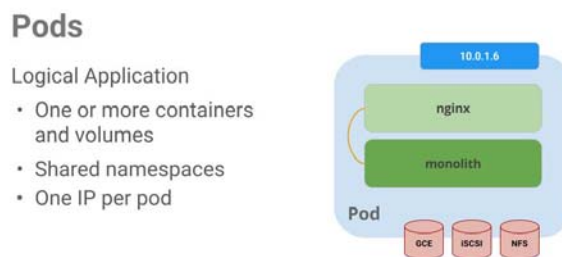 Pods
Logical Application
• One or more containers
and volumes
• Shared namespaces
• One IP per pod
10.0.1.6
nginx
monolith
Pod
GCE
iSCSI
NFS